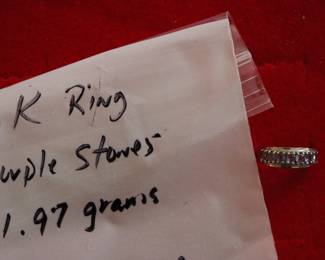 K Ring
urple Stones
1.97 grams